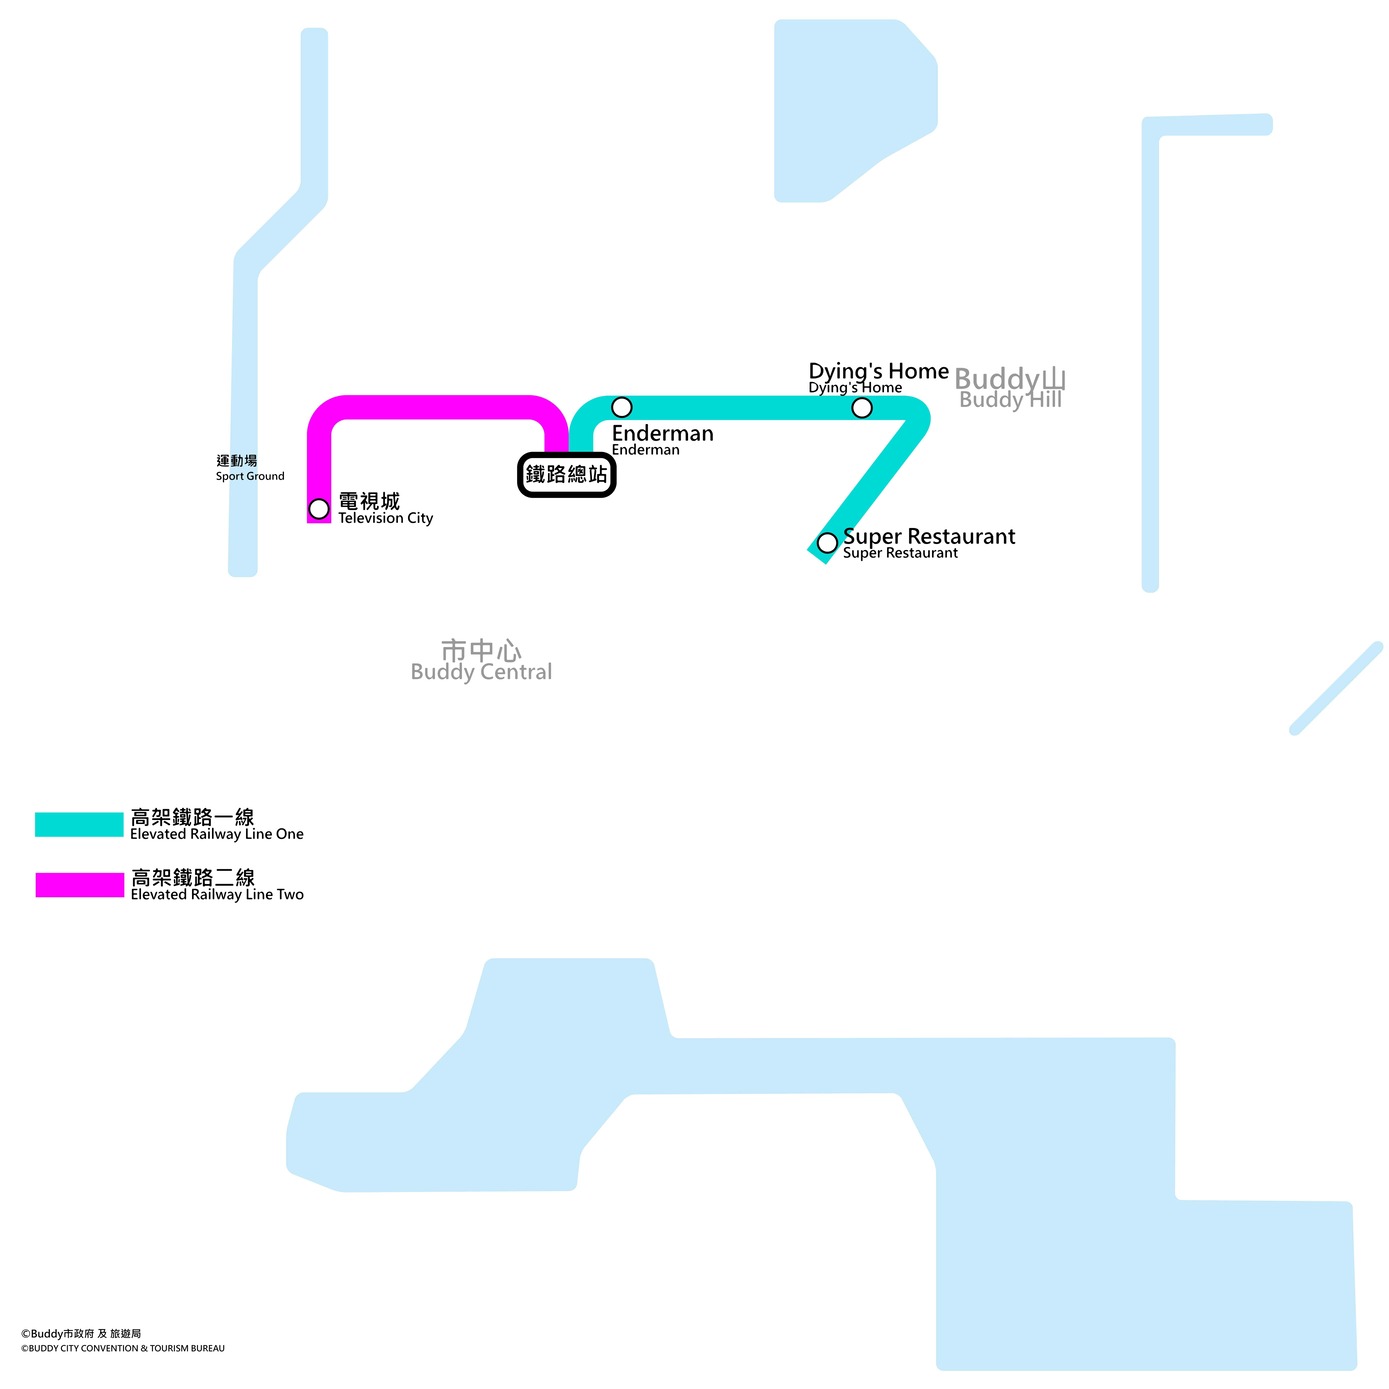 Dying's Home
Dying's Home
Buddy山
Buddy Hill
Enderman
Enderman
運動場
Sport Ground
鐵路總站
電視城
Television City
Super Restaurant
Super Restaurant
市中心
Buddy Central
高架鐵路一線
Elevated Railway Line One
高架鐵路二線
Elevated Railway Line Two
©Buddy市政府 及 旅遊局
©BUDDY CITY CONVENTION & TOURISM BUREAU